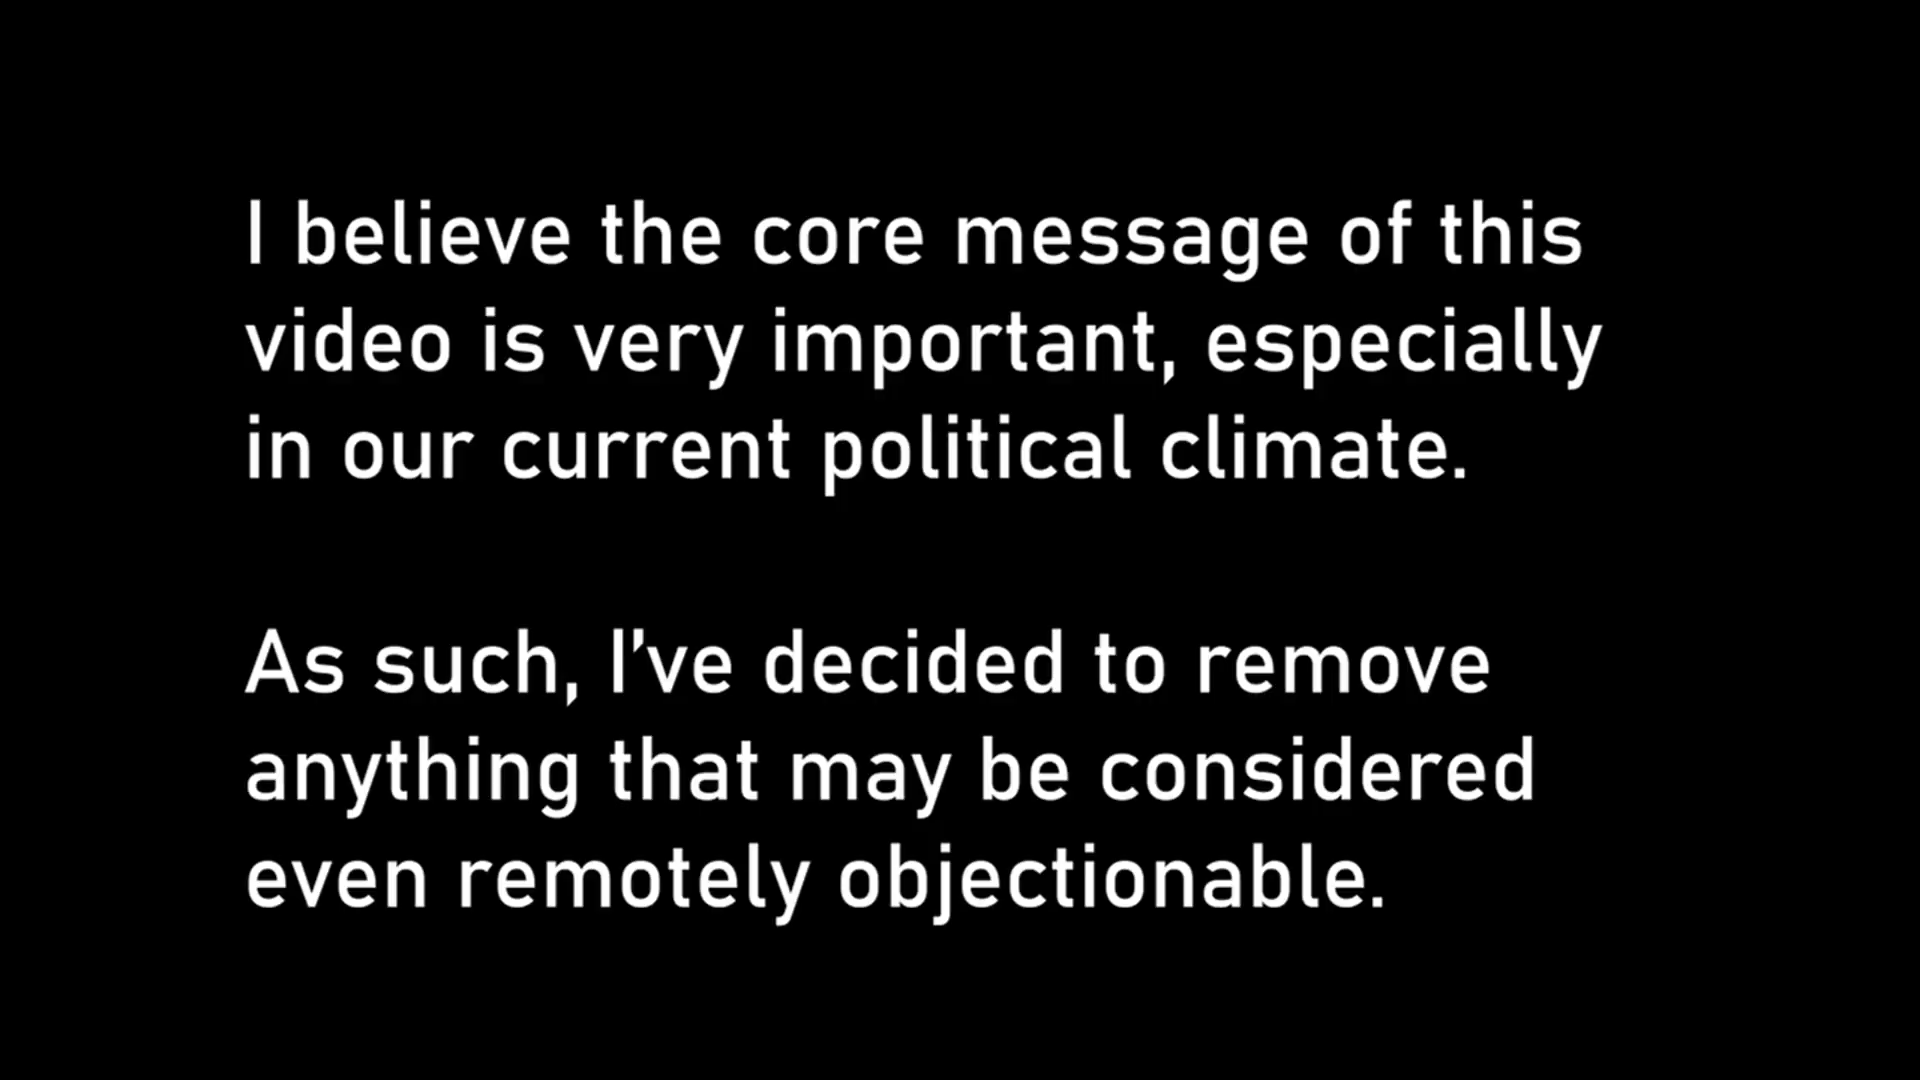 I believe the core message of this
video is very important, especially
in our current political climate.
As such, I’ve decided to remove
anything that may be considered
even remotely objectionable.